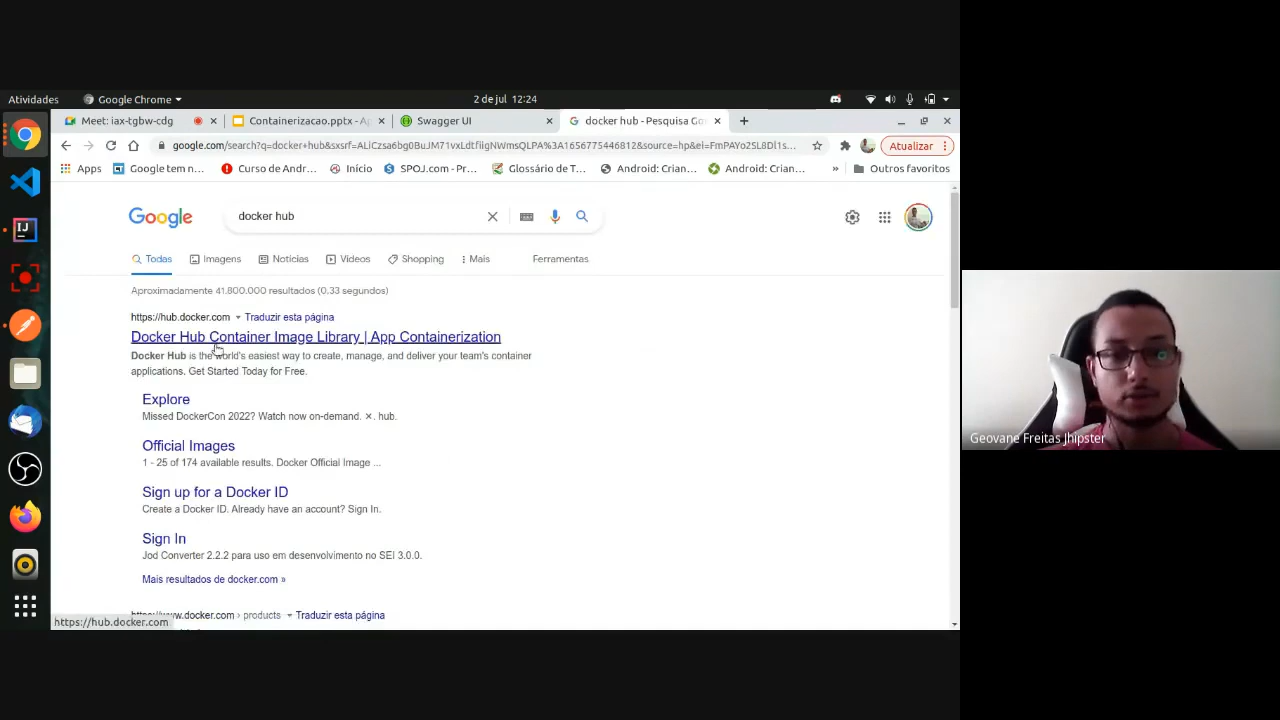 Atividades
Google Chrome
2 de jul 12:24
Meet: iax-tgbw-cdg
Containerizacao.pptx - Ap
Swagger UI
docker hub - Pesquisa Go
google.com/search?q=docker+hub&sxsrf=
Atualizar
Apps
Google tem n...
Curso de Andr...
Início
SPOJ.com - Pr...
Glossário de T...
Android: Crian...
Android: Crian...
»
Outros favoritos
Google
docker hub
Todas
Imagens
Notícias
Vídeos
Shopping
Mais
Ferramentas
Aproximadamente 41.800.000 resultados (0,33 segundos)
https://hub.docker.com
Traduzir esta página
Docker Hub Container Image Library | App Containerization
Docker Hub is the world's easiest way to create, manage, and deliver your team's container
applications. Get Started Today for Free.
Explore
Missed DockerCon 2022? Watch now on-demand. ✕. hub.
Official Images
1 - 25 of 174 available results. Docker Official Image ...
Sign up for a Docker ID
Create a Docker ID. Already have an account? Sign In.
Sign In
Jod Converter 2.2.2 para uso em desenvolvimento no SEI 3.0.0.
Mais resultados de docker.com »
https://www.docker.com › products
Traduzir esta página
https://hub.docker.com
Geovane Freitas Jhipster